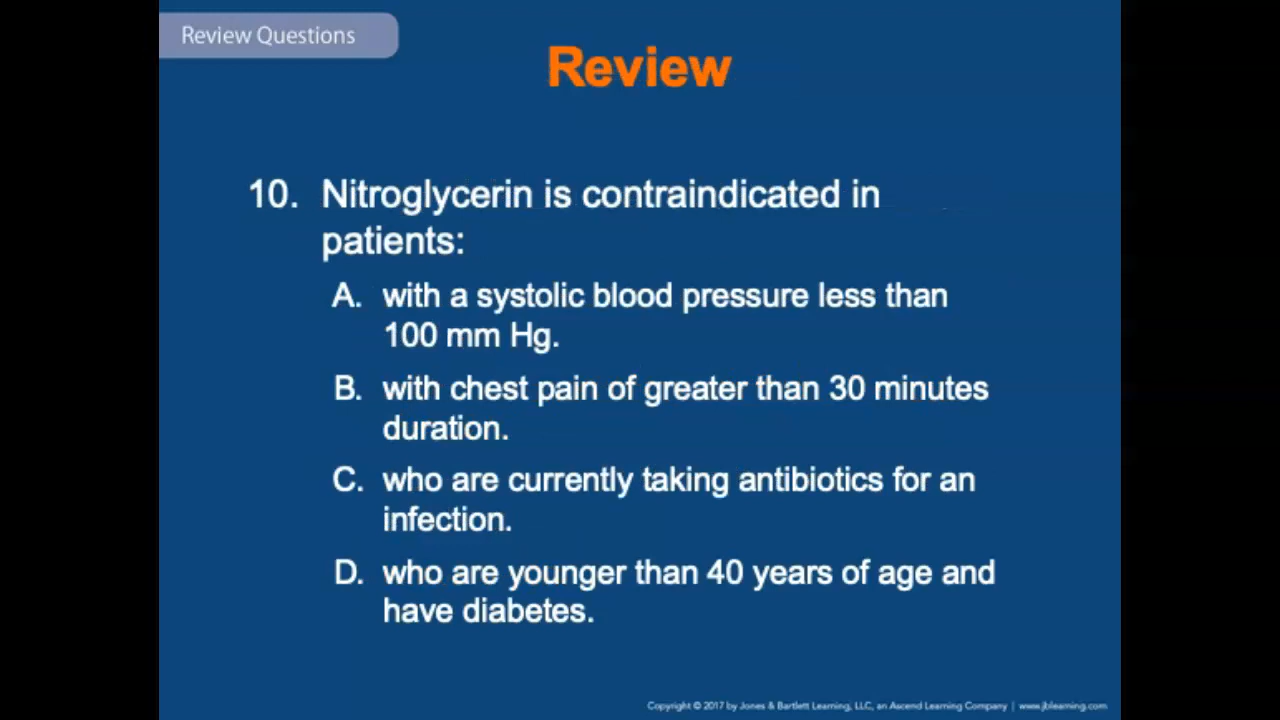 Review Questions
Review
10. Nitroglycerin is contraindicated in
patients:
A. with a systolic blood pressure less than
100 mm Hg.
B. with chest pain of greater than 30 minutes
duration.
C. who are currently taking antibiotics for an
infection.
D. who are younger than 40 years of age and
have diabetes.
Copyright © 2017 by Jones & Bartlett Learning, LLC, an Ascend Learning Company | www.jblearning.com